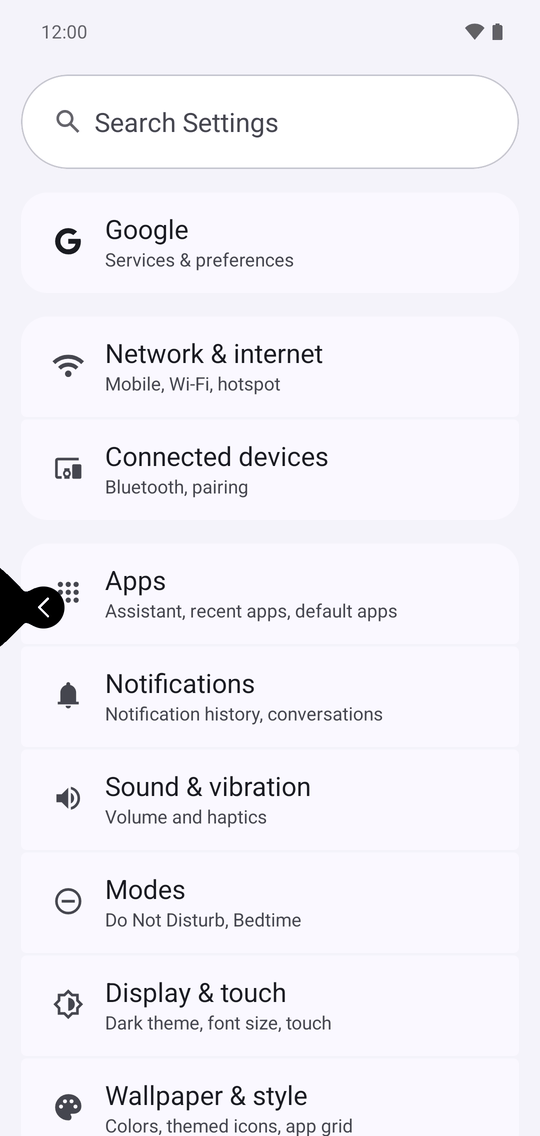 12:00
Search Settings
Google
Services & preferences
Network & internet
Mobile, Wi-Fi, hotspot
Connected devices
Bluetooth, pairing
Apps
Assistant, recent apps, default apps
Notifications
Notification history, conversations
Sound & vibration
Volume and haptics
Modes
Do Not Disturb, Bedtime
Display & touch
Dark theme, font size, touch
Wallpaper & style
Colors, themed icons, app grid